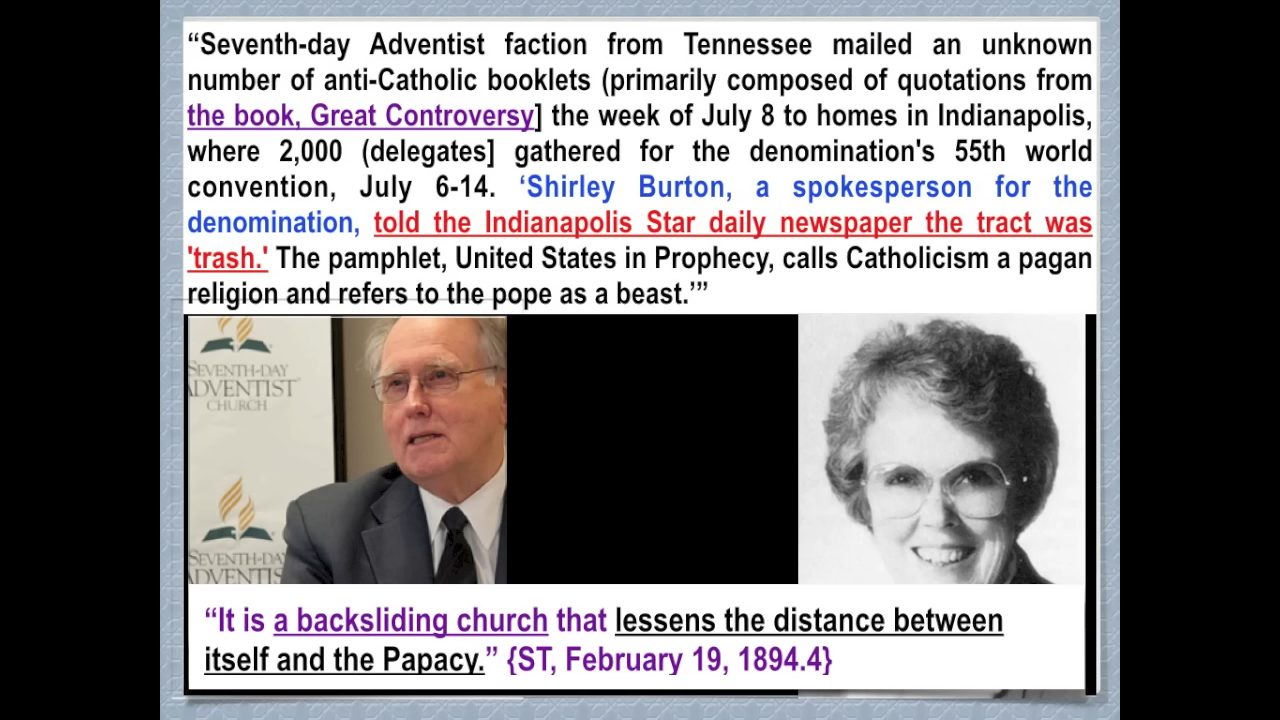 “Seventh-day Adventist faction from Tennessee mailed an unknown
number of anti-Catholic booklets (primarily composed of quotations from
the book, Great Controversy] the week of July 8 to homes in Indianapolis,
where 2,000 (delegates] gathered for the denomination's 55th world
convention, July 6-14. ‘Shirley Burton, a spokesperson for the
denomination, told the Indianapolis Star daily newspaper the tract was
'trash.' The pamphlet, United States in Prophecy, calls Catholicism a pagan
religion and refers to the pope as a beast.’”
SEVENTH-DAY
ADVENTIST
CHURCH
SEVENTH-DAY
ADVENTIS
“It is a backsliding church that lessens the distance between
itself and the Papacy.” {ST, February 19, 1894.4}